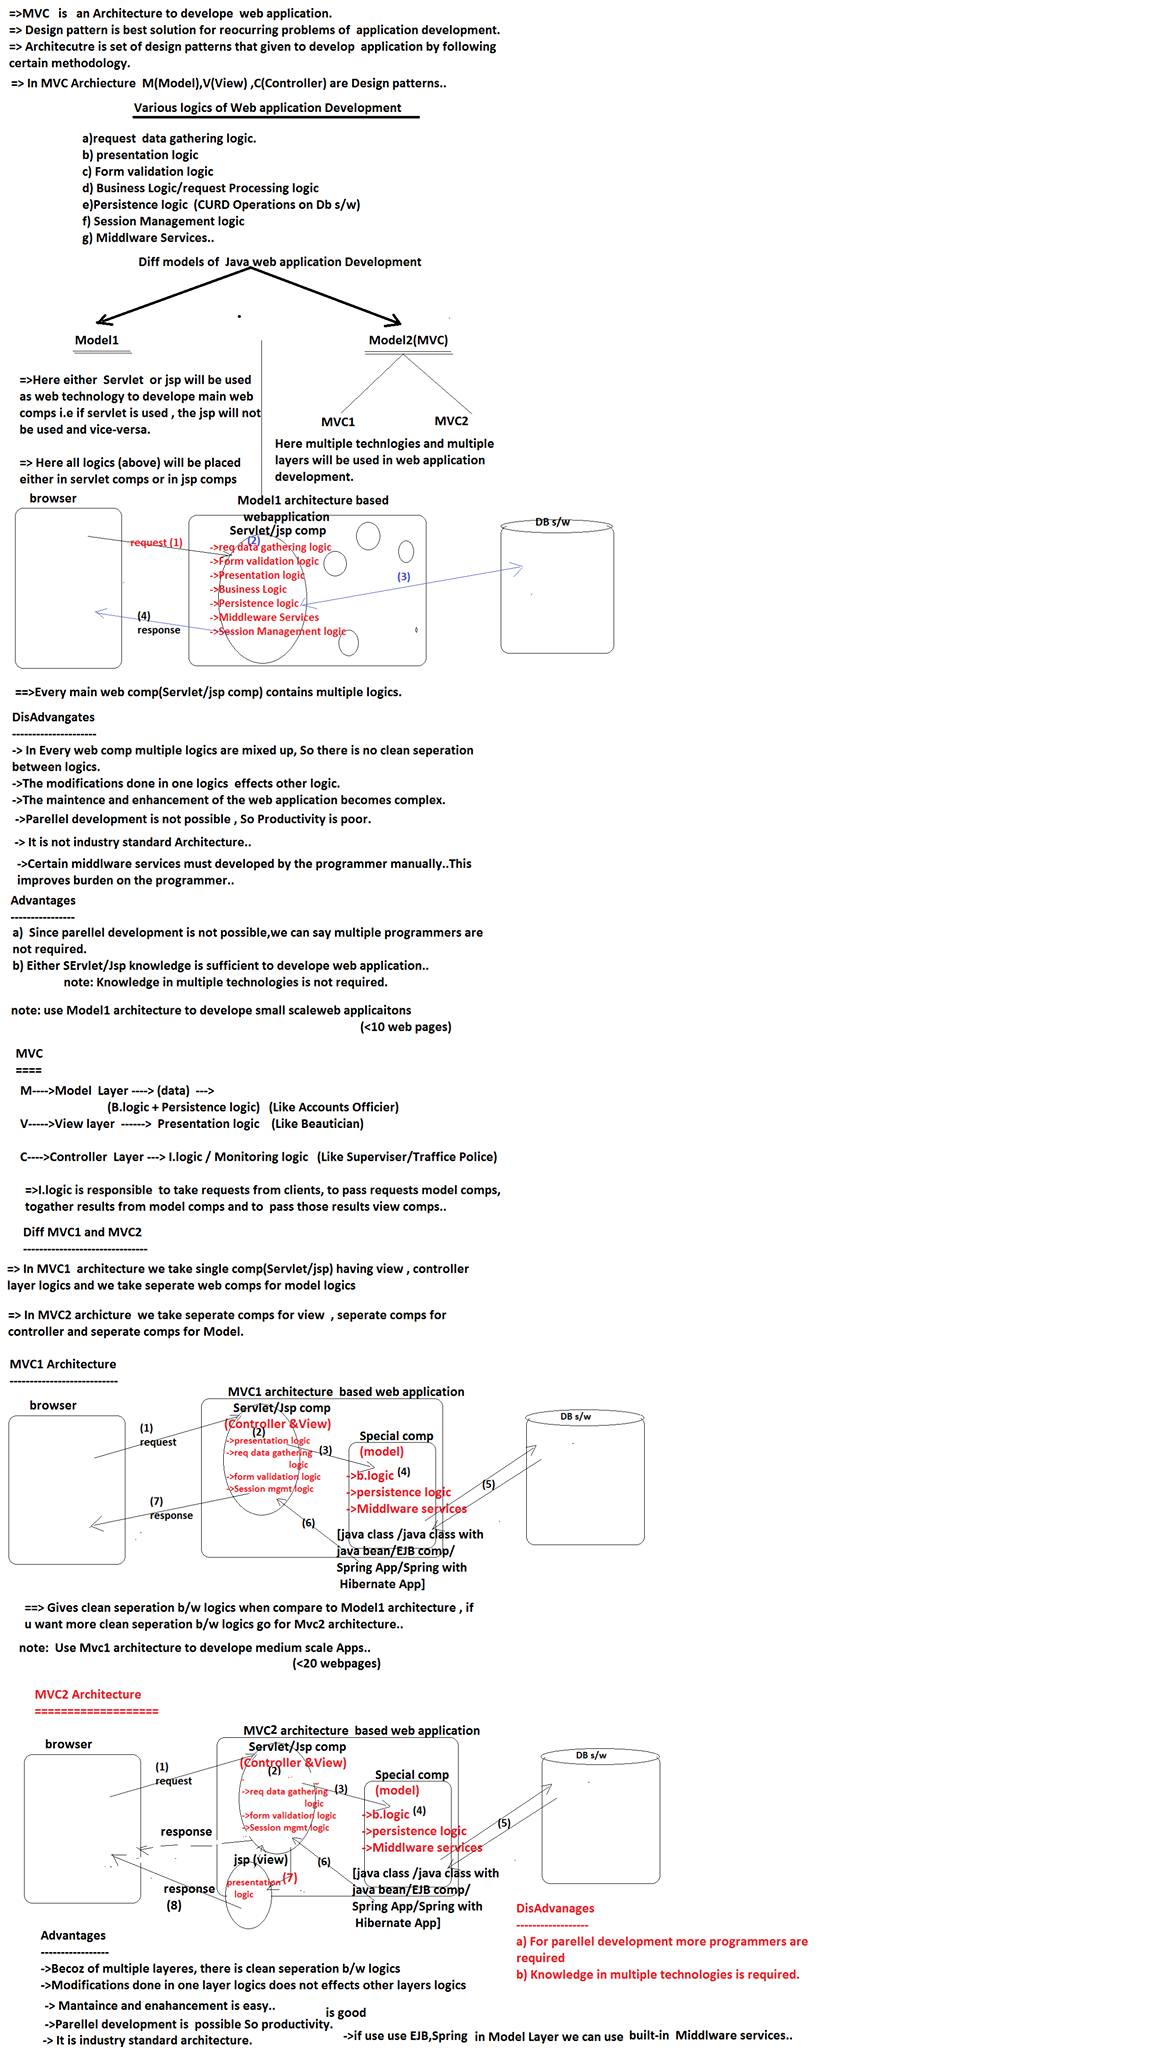 =>MVC is an Architecture to develope web application.
=> Design pattern is best solution for reocurring problems of application development.
=> Architecutre is set of design patterns that given to develop application by following
certain methodology.
=> In MVC Archiecture M(Model),V(View) ,C(Controller) are Design patterns..
Various logics of Web application Development
a)request data gathering logic.
b) presentation logic
c) Form validation logic
d) Business Logic/request Processing logic
e)Persistence logic (CURD Operations on Db s/w)
f) Session Management logic
g) Middlware Services..
Diff models of Java web application Development
Model1
Model2(MVC)
=>Here either Servlet or jsp will be used
as web technology to develope main web
comps i.e if servlet is used , the jsp will not
be used and vice-versa.
MVC1
MVC2
Here multiple technlogies and multiple
layers will be used in web application
development.
=> Here all logics (above) will be placed
either in servlet comps or in jsp comps
browser
Model1 architecture based
webapplication
Servlet/jsp comp
DB s/w
request (1)
(2)
->req data gathering logic
->Form validation logic
->Presentation logic
->Business Logic
->Persistence logic
->Middleware Services
->Session Management logic
(3)
(4)
response
==>Every main web comp(Servlet/jsp comp) contains multiple logics.
DisAdvangates
---------------------
-> In Every web comp multiple logics are mixed up, So there is no clean seperation
between logics.
->The modifications done in one logics effects other logic.
->The maintence and enhancement of the web application becomes complex.
->Parellel development is not possible , So Productivity is poor.
-> It is not industry standard Architecture..
->Certain middlware services must developed by the programmer manually..This
improves burden on the programmer..
Advantages
----------------
a) Since parellel development is not possible,we can say multiple programmers are
not required.
b) Either SErvlet/Jsp knowledge is sufficient to develope web application..
note: Knowledge in multiple technologies is not required.
note: use Model1 architecture to develope small scaleweb applicaitons
(<10 web pages)
MVC
====
M---->Model Layer ----> (data) --->
(B.logic + Persistence logic) (Like Accounts Officier)
V----->View layer ------> Presentation logic (Like Beautician)
C---->Controller Layer ---> I.logic / Monitoring logic (Like Superviser/Traffice Police)
=>I.logic is responsible to take requests from clients, to pass requests model comps,
togather results from model comps and to pass those results view comps..
Diff MVC1 and MVC2
-------------------------------
=> In MVC1 architecture we take single comp(Servlet/jsp) having view , controller
layer logics and we take seperate web comps for model logics
=> In MVC2 archicture we take seperate comps for view , seperate comps for
controller and seperate comps for Model.
MVC1 Architecture
---------------------------
browser
MVC1 architecture based web application
Servlet/Jsp comp
(Controller &View)
(2)
->presentation logic
->req data gathering
logic
->form validation logic
->Session mgmt logic
(1)
request
(3)
Special comp
(model)
->b.logic (4)
->persistence logic
->Middlware services
DB s/w
(5)
(6)
(7)
response
[java class /java class with
java bean/EJB comp/
Spring App/Spring with
Hibernate App]
==> Gives clean seperation b/w logics when compare to Model1 architecture , if
u want more clean seperation b/w logics go for Mvc2 architecture..
note: Use Mvc1 architecture to develope medium scale Apps..
(<20 webpages)
MVC2 Architecture
===================
browser
MVC2 architecture based web application
Servlet/Jsp comp
(Controller &View)
(2)
->req data gathering
logic
->form validation logic
->Session mgmt logic
(1)
request
(3)
Special comp
(model)
->b.logic (4)
->persistence logic
->Middlware services
DB s/w
(5)
response
jsp (view)
(6)
(7)
presentation
logic
response
(8)
[java class /java class with
java bean/EJB comp/
Spring App/Spring with
Hibernate App]
DisAdvanages
------------------
a) For parellel development more programmers are
required
b) Knowledge in multiple technologies is required.
Advantages
-----------------
->Becoz of multiple layeres, there is clean seperation b/w logics
->Modifications done in one layer logics does not effects other layers logics
-> Mantaince and enahancement is easy..
is good
->Parellel development is possible So productivity.
-> It is industry standard architecture.
->if use use EJB,Spring in Model Layer we can use built-in Middlware services..